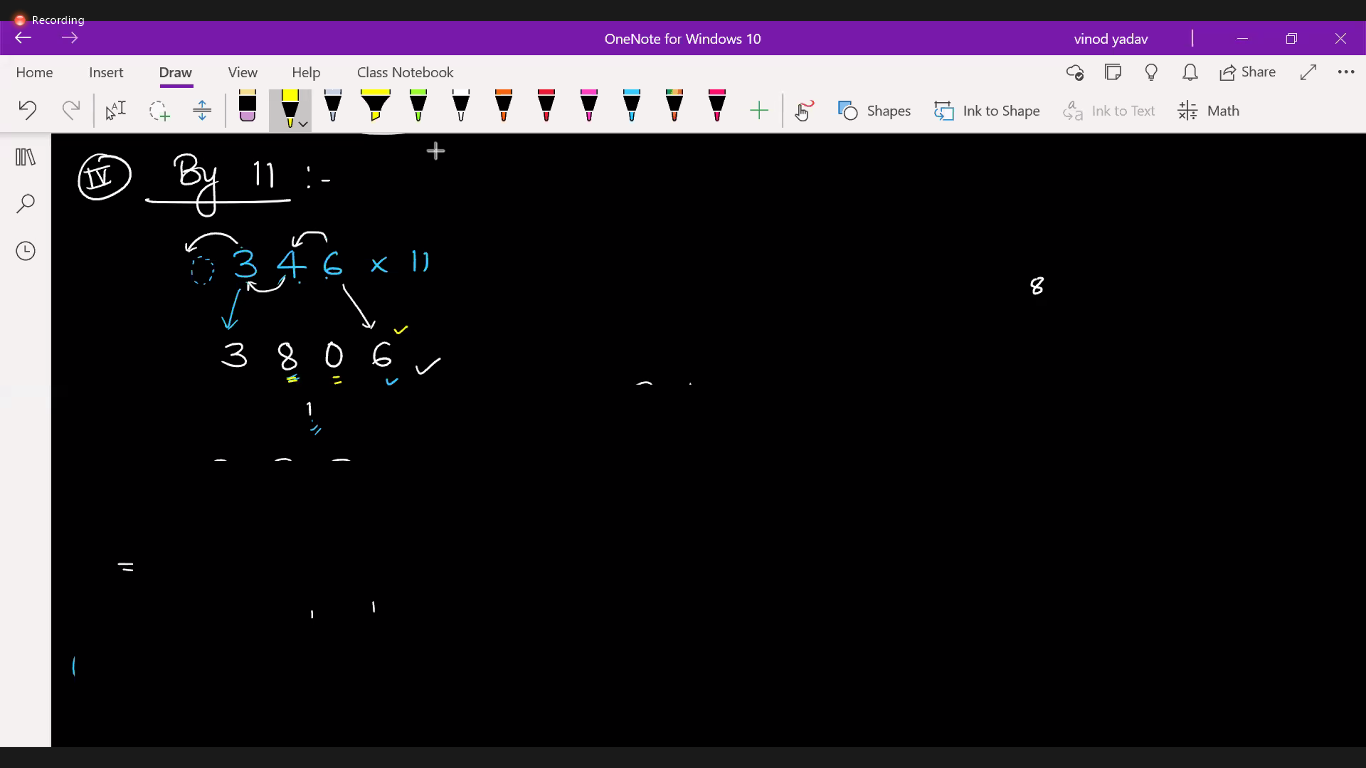 Recording
OneNote for Windows 10
vinod yadav
Home Insert Draw View Help Class Notebook
Share
Shapes Ink to Shape Ink to Text Math
IV By 11 :-
3 4 6 × 11
8
3 8 0 6
1
=